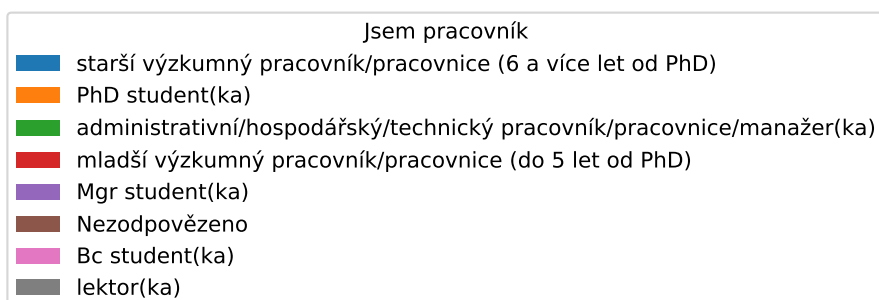 Jsem pracovník
starší výzkumný pracovník/pracovnice (6 a více let od PhD)
PhD student(ka)
administrativní/hospodářský/technický pracovník/pracovnice/manažer(ka)
mladší výzkumný pracovník/pracovnice (do 5 let od PhD)
Mgr student(ka)
Nezodpovězeno
Bc student(ka)
lektor(ka)